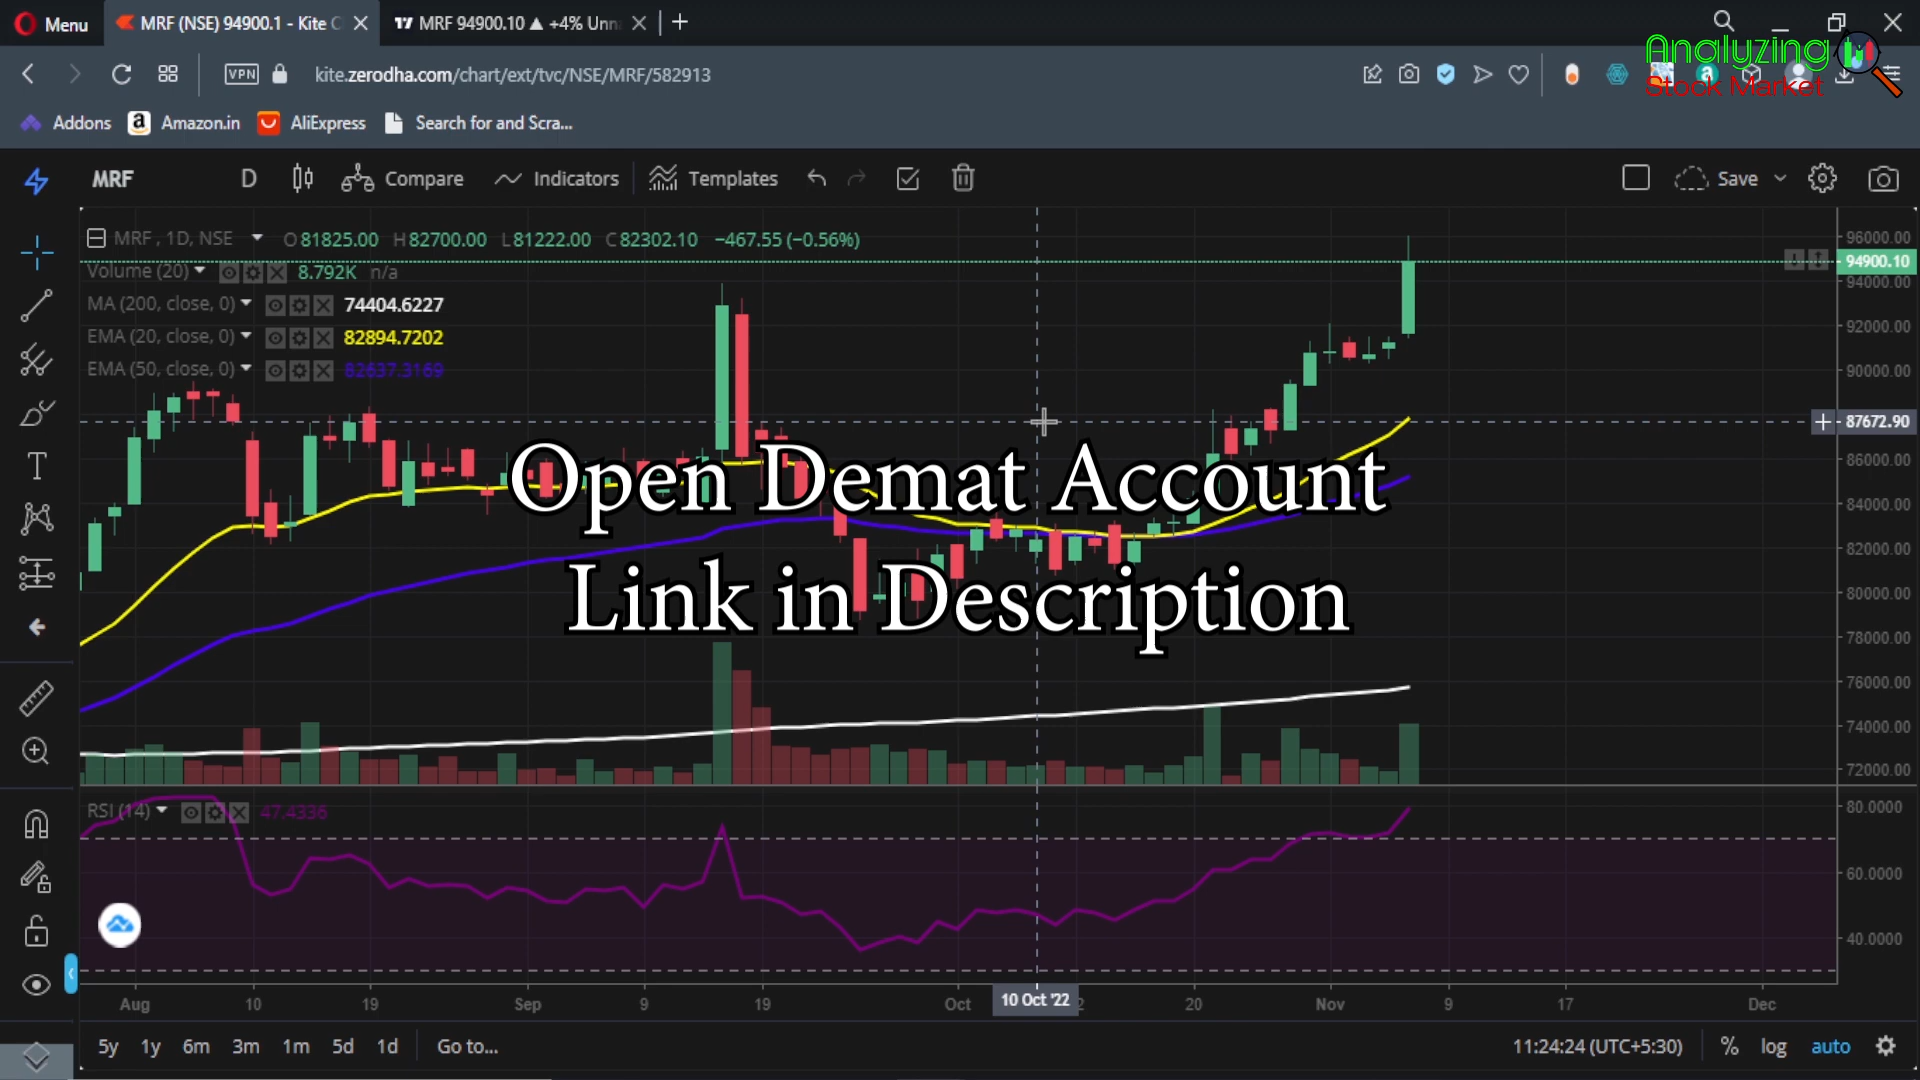 Menu
MRF (NSE) 94900.1 - Kite C
MRF 94900.10 ▲ +4% Unn
VPN
kite.zerodha.com/chart/ext/tvc/NSE/MRF/582913
Analyzing
Stock Market
Addons
Amazon.in
AliExpress
Search for and Scra...
MRF
D
Compare
Indicators
Templates
Save
MRF , 1D, NSE O81825.00 H82700.00 L81222.00 C82302.10 −467.55 (−0.56%)
Volume (20) 8.792K n/a
MA (200, close, 0) 74404.6227
EMA (20, close, 0) 82894.7202
EMA (50, close, 0) 82637.3169
96000.00
94900.10
94000.00
92000.00
90000.00
87672.90
86000.00
84000.00
82000.00
80000.00
78000.00
76000.00
74000.00
72000.00
Open Demat Account
Link in Description
RSI (14) 47.4336
80.0000
60.0000
40.0000
Aug 10 19 Sep 9 19 Oct 10 Oct '22 2 20 Nov 9 17 Dec
5y 1y 6m 3m 1m 5d 1d Go to...
11:24:24 (UTC+5:30) % log auto